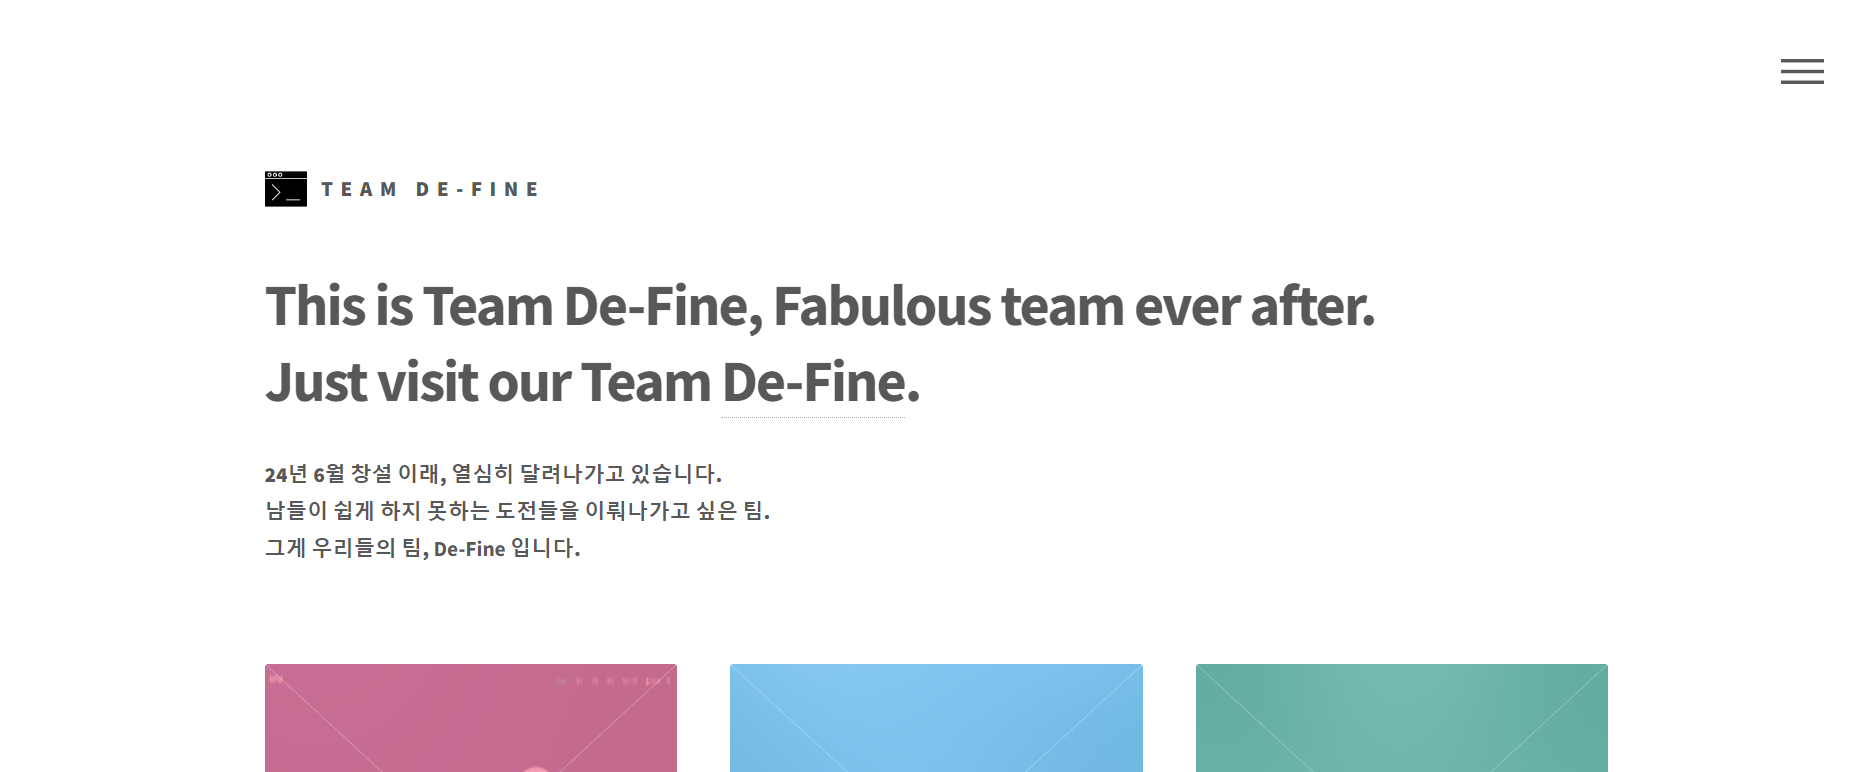 TEAM DE-FINE
This is Team De-Fine, Fabulous team ever after.
Just visit our Team De-Fine.
24년 6월 창설 이래, 열심히 달려나가고 있습니다.
남들이 쉽게 하지 못하는 도전들을 이뤄나가고 싶은 팀.
그게 우리들의 팀, De-Fine 입니다.